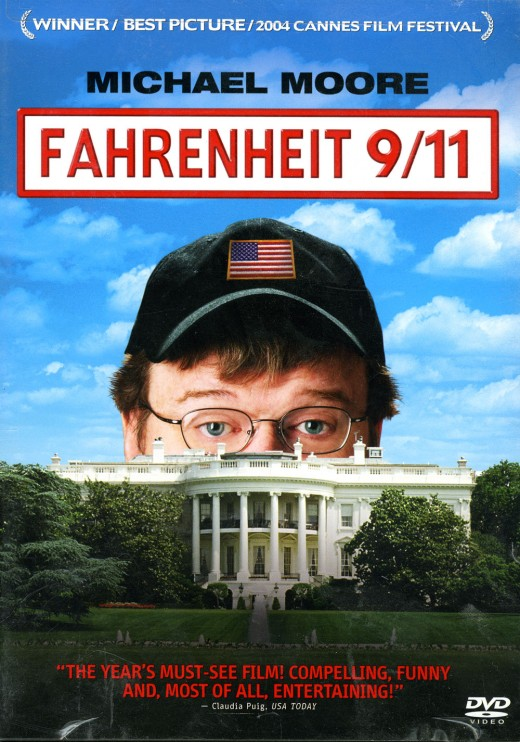 WINNER / BEST PICTURE / 2004 CANNES FILM FESTIVAL
MICHAEL MOORE
FAHRENHEIT 9/11
“THE YEAR’S MUST-SEE FILM! COMPELLING, FUNNY
AND, MOST OF ALL, ENTERTAINING!”
— Claudia Puig, USA TODAY
DVD
VIDEO